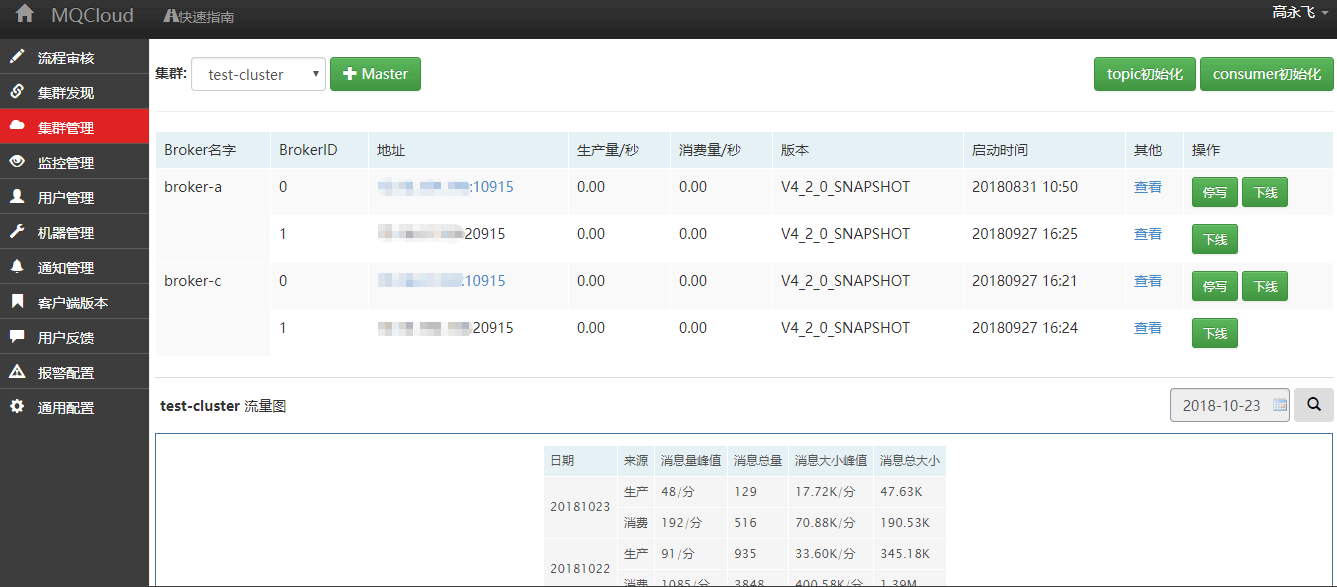 MQCloud 快速指南 高永飞
流程审核
集群发现
集群管理
监控管理
用户管理
机器管理
通知管理
客户端版本
用户反馈
报警配置
通用配置
集群: test-cluster Master topic初始化 consumer初始化
Broker名字 BrokerID 地址 生产量/秒 消费量/秒 版本 启动时间 其他 操作
broker-a 0 :10915 0.00 0.00 V4_2_0_SNAPSHOT 20180831 10:50 查看 停写 下线
1 20915 0.00 0.00 V4_2_0_SNAPSHOT 20180927 16:25 查看 下线
broker-c 0 :10915 0.00 0.00 V4_2_0_SNAPSHOT 20180927 16:21 查看 停写 下线
1 20915 0.00 0.00 V4_2_0_SNAPSHOT 20180927 16:24 查看 下线
test-cluster 流量图 2018-10-23
日期 来源 消息量峰值 消息总量 消息大小峰值 消息总大小
20181023 生产 48/分 129 17.72K/分 47.63K
消费 192/分 516 70.88K/分 190.53K
20181022 生产 91/分 935 33.60K/分 345.18K
消费 1085/分 3848 400.58K/分 1.39M